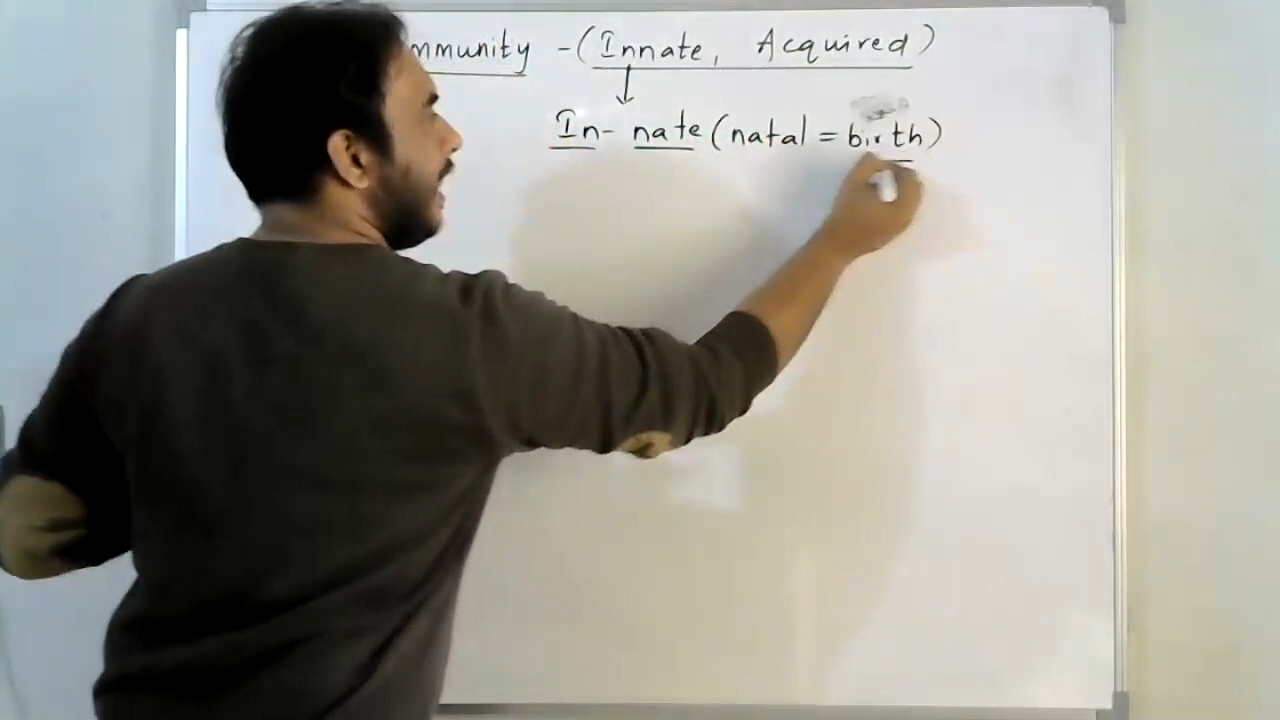 mmunity - (Innate, Acquired)
In- nate (natal = birth)